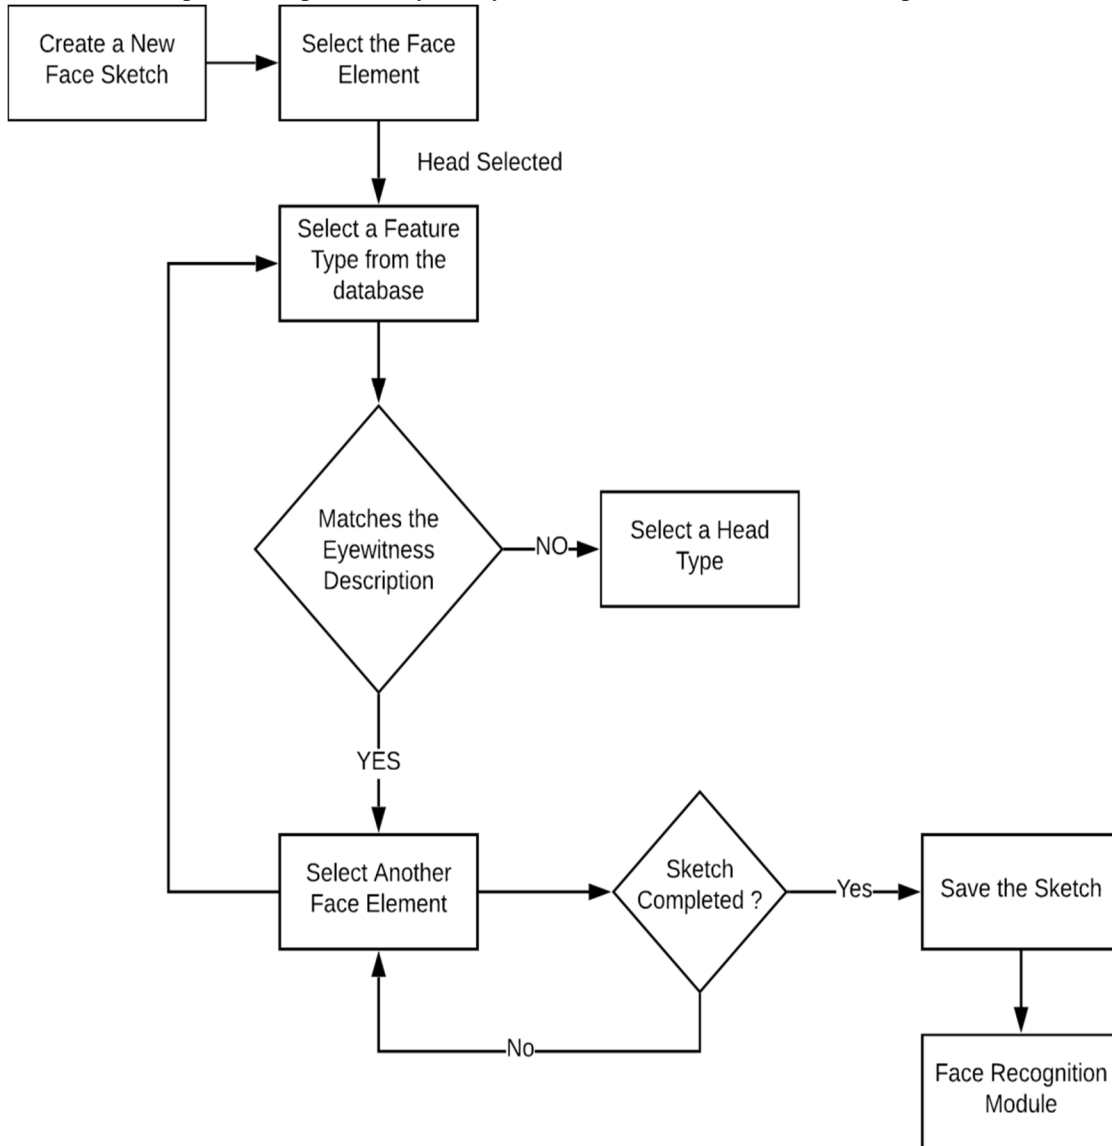 Create a New
Face Sketch
Select the Face
Element
Head Selected
Select a Feature
Type from the
database
Matches the
Eyewitness
Description
NO
Select a Head
Type
YES
Select Another
Face Element
Sketch
Completed ?
Yes
Save the Sketch
No
Face Recognition
Module